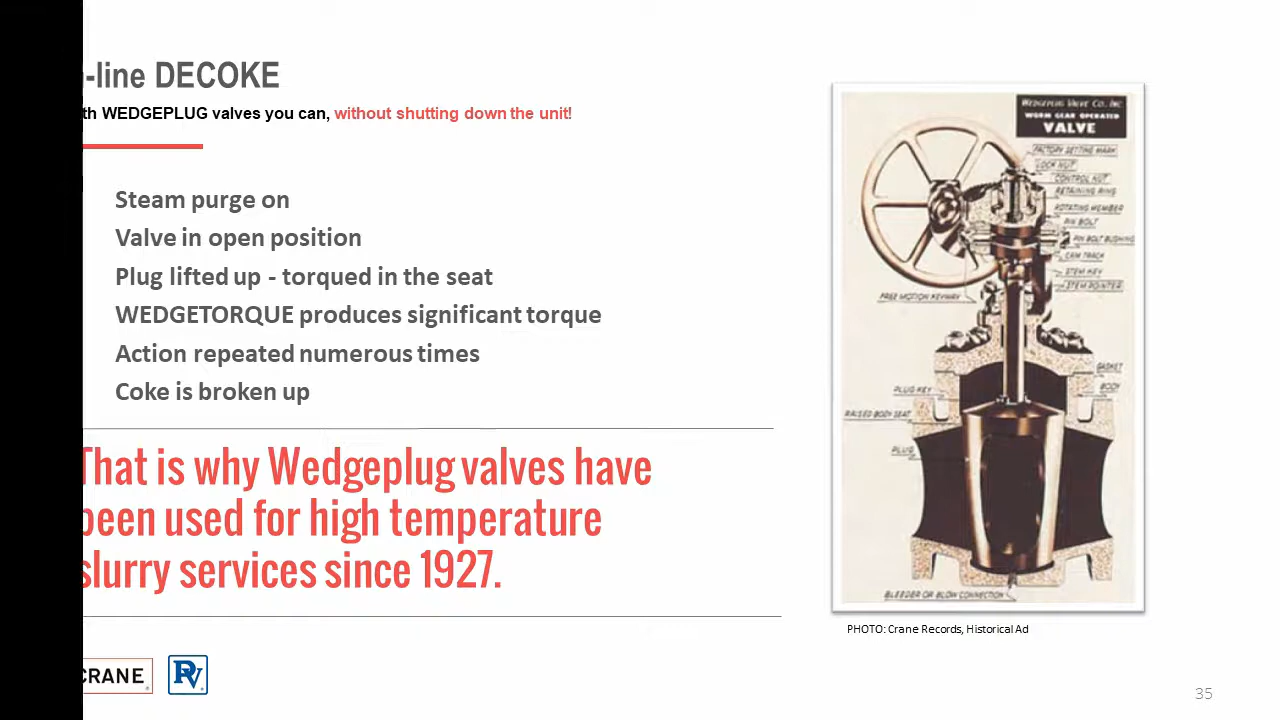 -line DECOKE
th WEDGEPLUG valves you can, without shutting down the unit!
Steam purge on
Valve in open position
Plug lifted up - torqued in the seat
WEDGETORQUE produces significant torque
Action repeated numerous times
Coke is broken up
That is why Wedgeplug valves have
been used for high temperature
slurry services since 1927.
CRANE
PV
WEDGEPLUG VALVE CO., INC.
WORM GEAR OPERATED
VALVE
FACTORY SETTING MARK
LOCK NUT
CONTROL NUT
RETAINING RING
ROTATING MEMBER
PIN BOLT
PIN BOLT BUSHING
CAM TRACK
STEM KEY
STEM POINTER
FREE MOTION KEYWAY
GASKET
BODY
PLUG KEY
RAISED BODY SEAT
PLUG
BLEEDER OR BLOW CONNECTION
PHOTO: Crane Records, Historical Ad
35